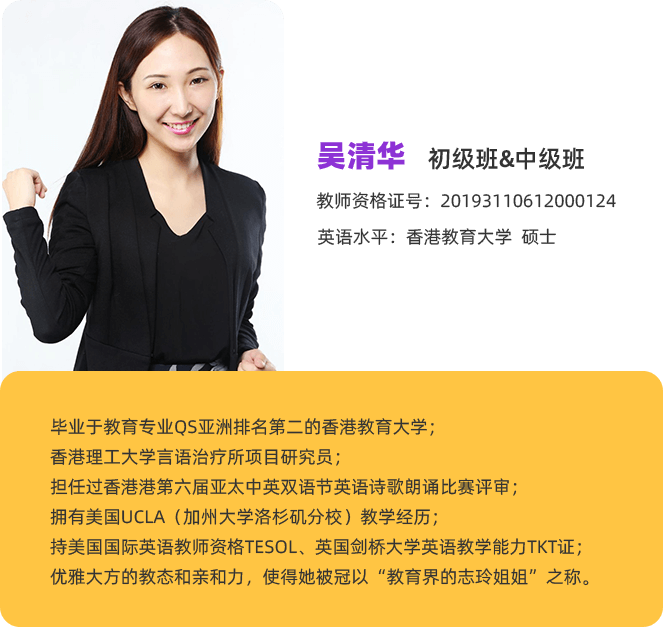 吴清华 初级班&中级班
教师资格证号：20193110612000124
英语水平：香港教育大学 硕士
毕业于教育专业QS亚洲排名第二的香港教育大学；
香港理工大学言语治疗所项目研究员；
担任过香港港第六届亚太中英双语节英语诗歌朗诵比赛评审；
拥有美国UCLA（加州大学洛杉矶分校）教学经历；
持美国国际英语教师资格TESOL、英国剑桥大学英语教学能力TKT证；
优雅大方的教态和亲和力，使得她被冠以“教育界的志玲姐姐”之称。